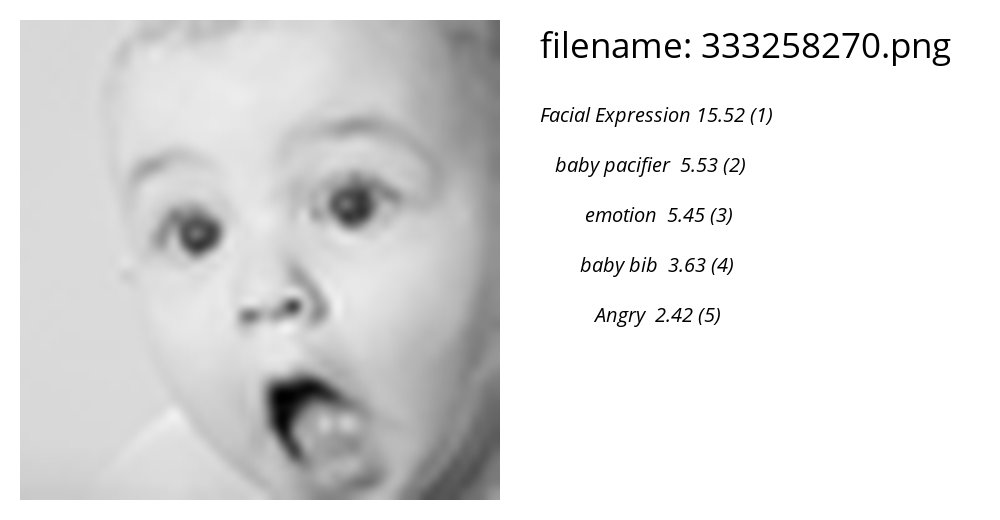 filename: 333258270.png
Facial Expression 15.52 (1)
baby pacifier 5.53 (2)
emotion 5.45 (3)
baby bib 3.63 (4)
Angry 2.42 (5)